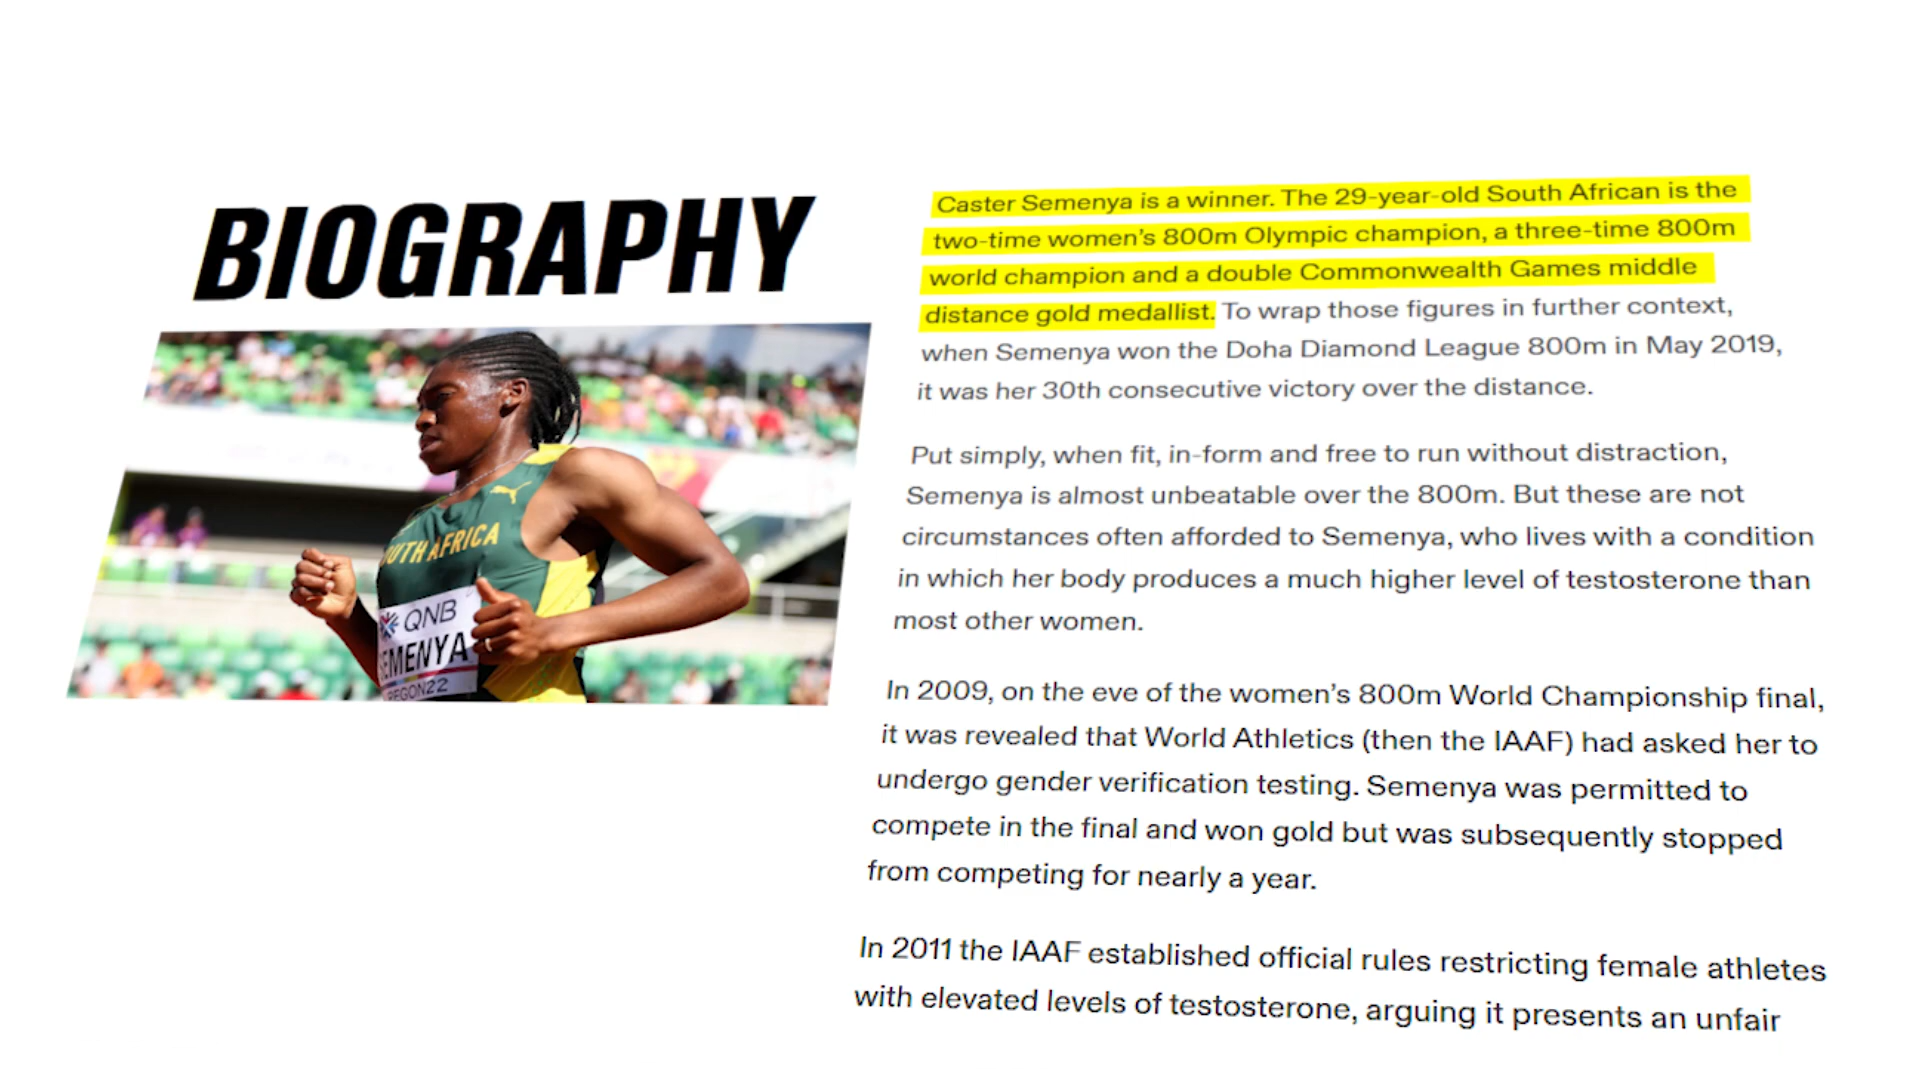 BIOGRAPHY
UTH AFRICA
QNB
EMENYA
REGON22
Caster Semenya is a winner. The 29-year-old South African is the
two-time women's 800m Olympic champion, a three-time 800m
world champion and a double Commonwealth Games middle
distance gold medallist. To wrap those figures in further context,
when Semenya won the Doha Diamond League 800m in May 2019,
it was her 30th consecutive victory over the distance.
Put simply, when fit, in-form and free to run without distraction,
Semenya is almost unbeatable over the 800m. But these are not
circumstances often afforded to Semenya, who lives with a condition
in which her body produces a much higher level of testosterone than
most other women.
In 2009, on the eve of the women's 800m World Championship final,
it was revealed that World Athletics (then the IAAF) had asked her to
undergo gender verification testing. Semenya was permitted to
compete in the final and won gold but was subsequently stopped
from competing for nearly a year.
In 2011 the IAAF established official rules restricting female athletes
with elevated levels of testosterone, arguing it presents an unfair